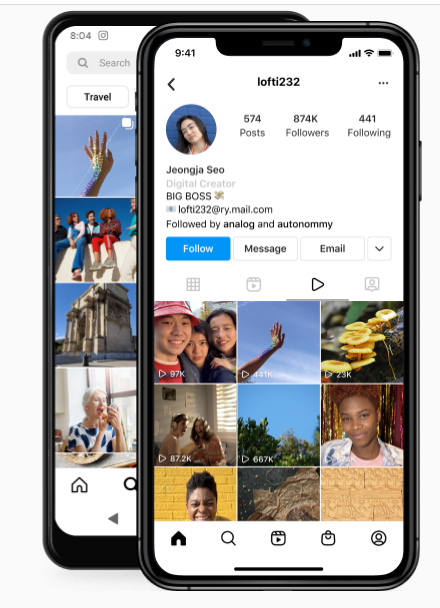 8:04
Search
Travel
9:41
lofti232
574
874K
441
Posts
Followers
Following
Jeongja Seo
Digital Creator
BIG BOSS 💸
📧 lofti232@ry.mail.com
Followed by analog and autonommy
Follow
Message
Email
97K
441K
23K
87.2K
667K